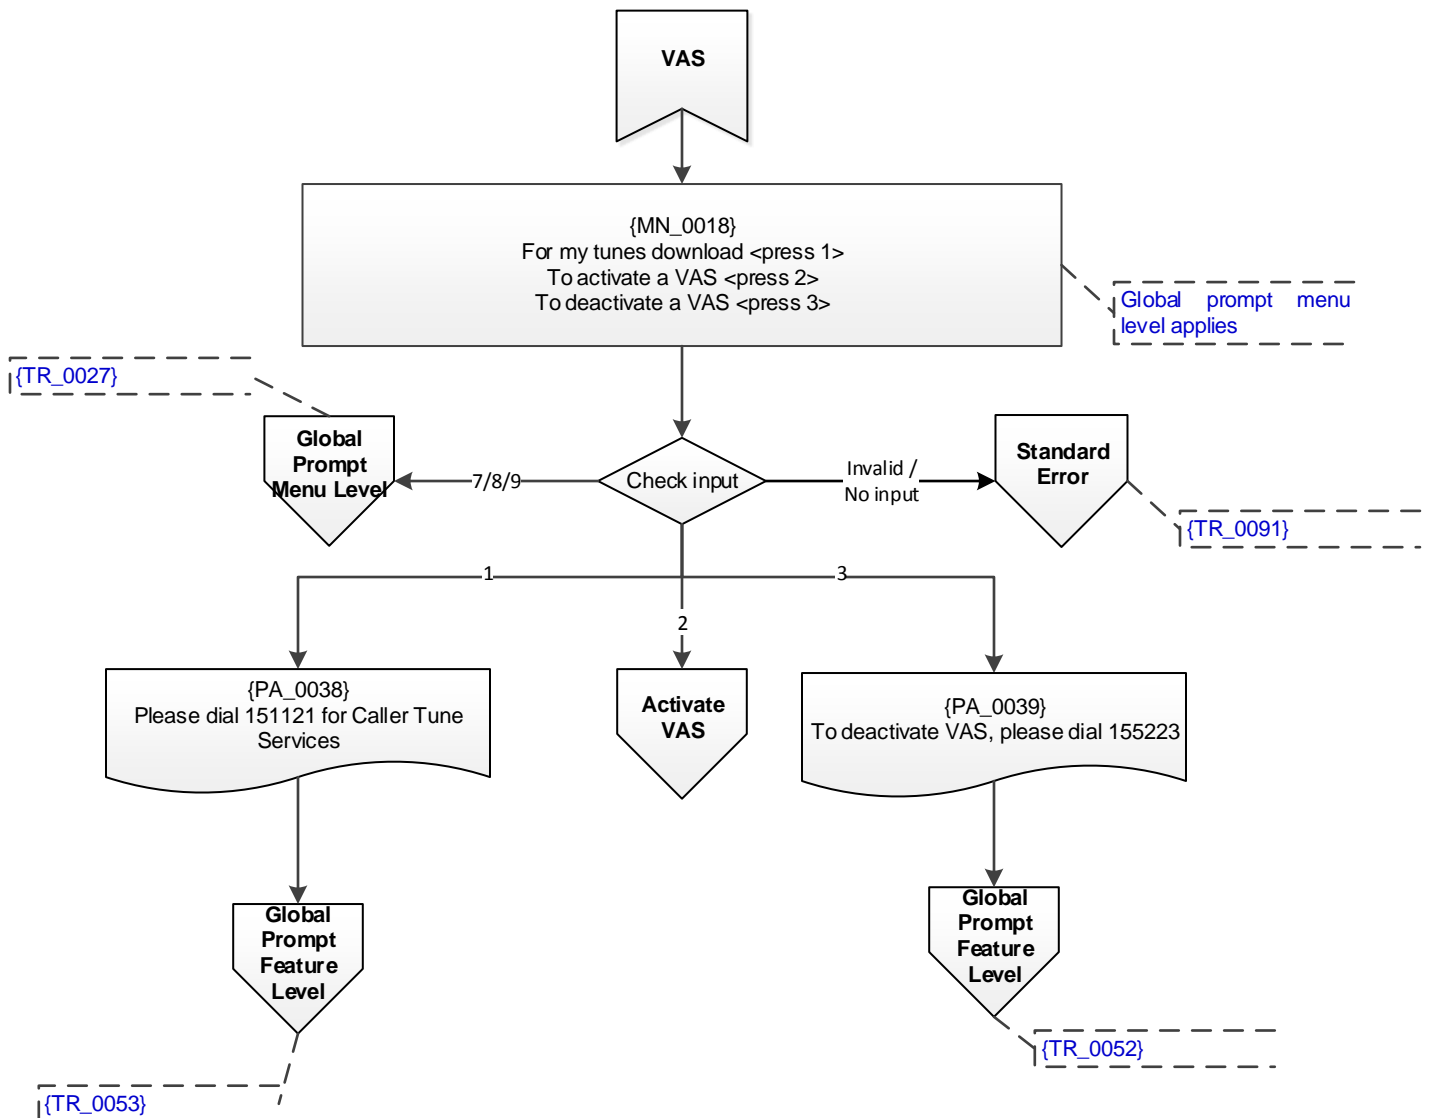 VAS
{MN_0018}
For my tunes download <press 1>
To activate a VAS <press 2>
To deactivate a VAS <press 3>
Global prompt menu
level applies
{TR_0027}
Global
Prompt
Menu Level
7/8/9
Check input
Invalid /
No input
Standard
Error
{TR_0091}
1
2
3
{PA_0038}
Please dial 151121 for Caller Tune
Services
Activate
VAS
{PA_0039}
To deactivate VAS, please dial 155223
Global
Prompt
Feature
Level
Global
Prompt
Feature
Level
{TR_0052}
{TR_0053}